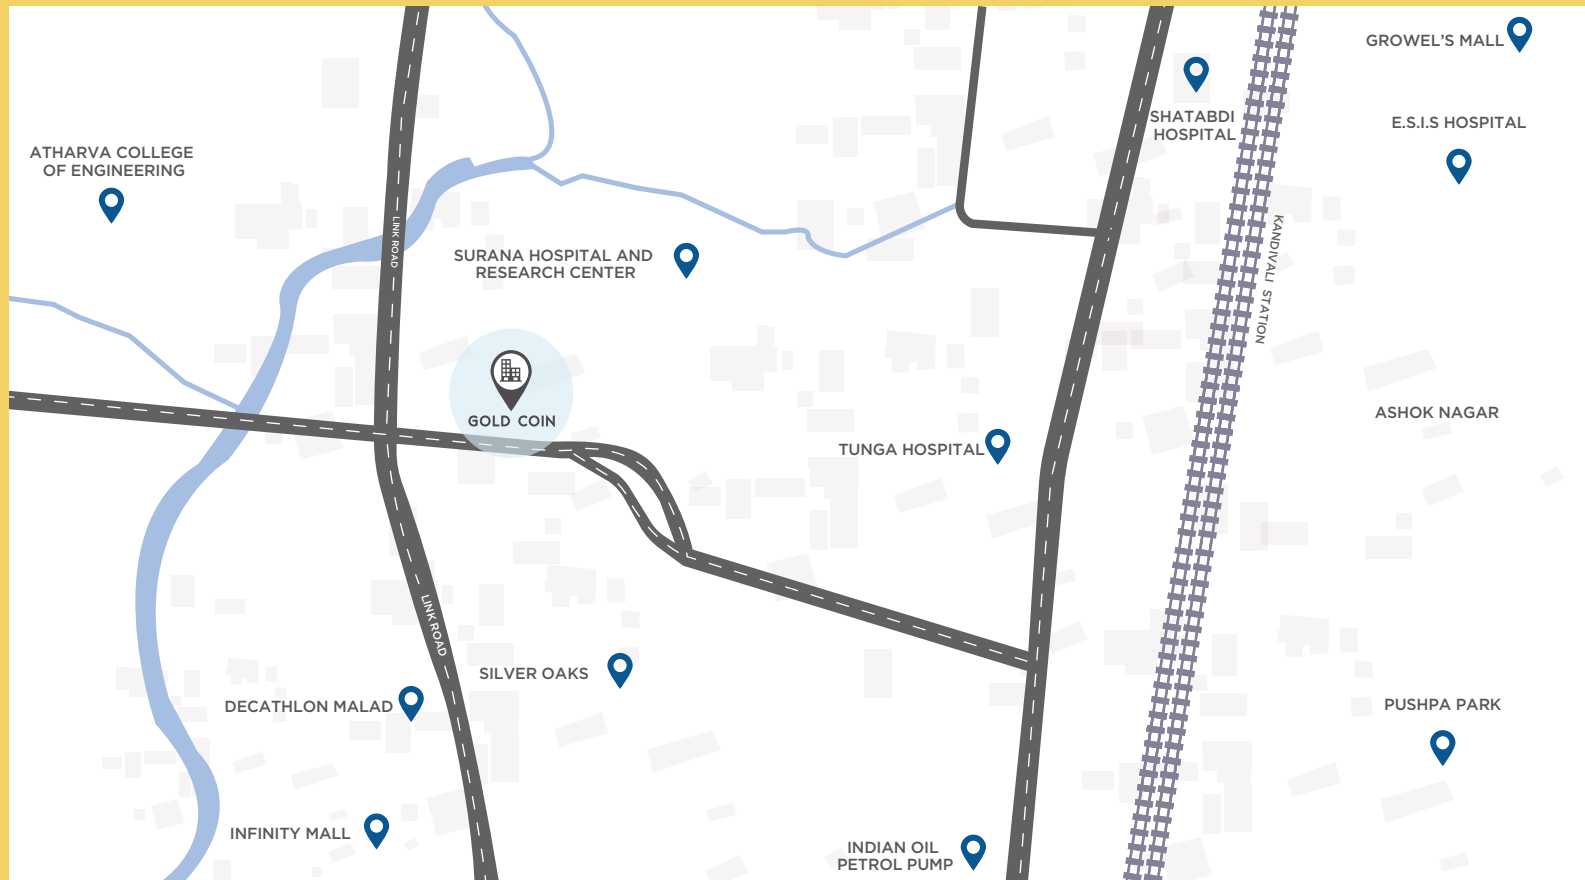 GROWEL'S MALL
SHATABDI
HOSPITAL
E.S.I.S HOSPITAL
ATHARVA COLLEGE
OF ENGINEERING
LINK ROAD
SURANA HOSPITAL AND
RESEARCH CENTER
KANDIVALI STATION
GOLD COIN
ASHOK NAGAR
TUNGA HOSPITAL
LINK ROAD
SILVER OAKS
DECATHLON MALAD
PUSHPA PARK
INFINITY MALL
INDIAN OIL
PETROL PUMP